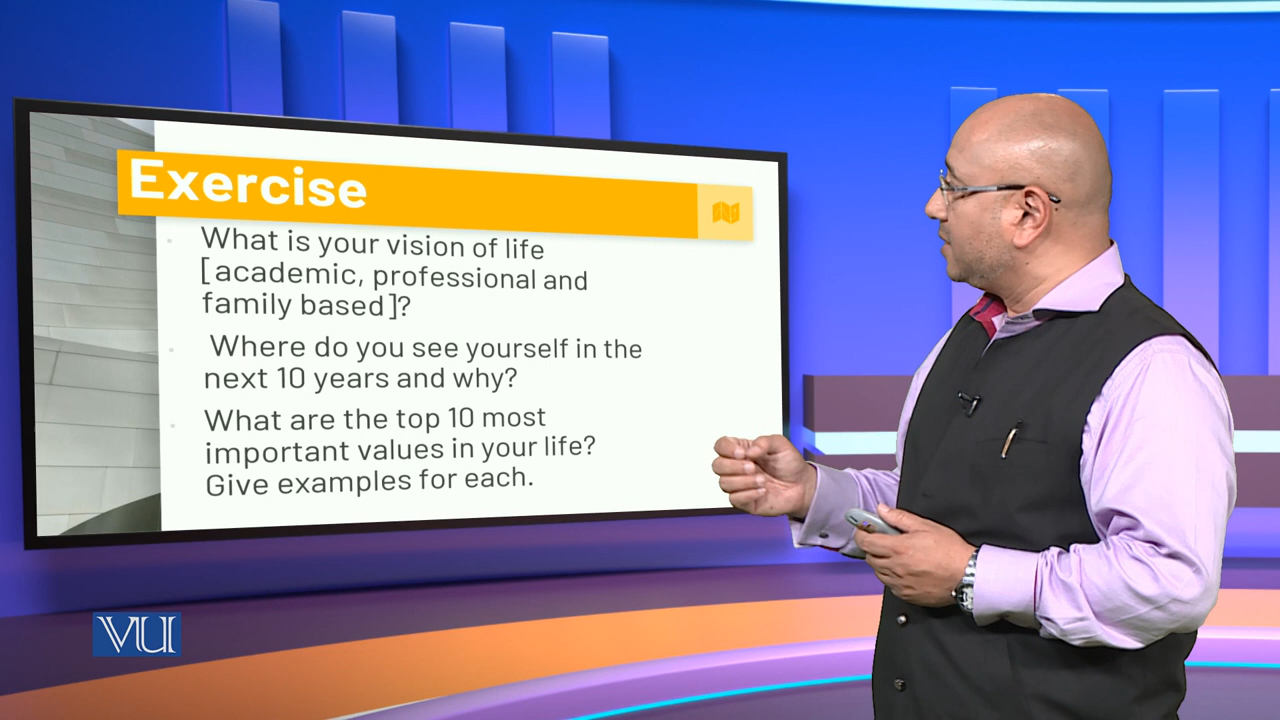 Exercise
What is your vision of life
[academic, professional and
family based]?
Where do you see yourself in the
next 10 years and why?
What are the top 10 most
important values in your life?
Give examples for each.
VU